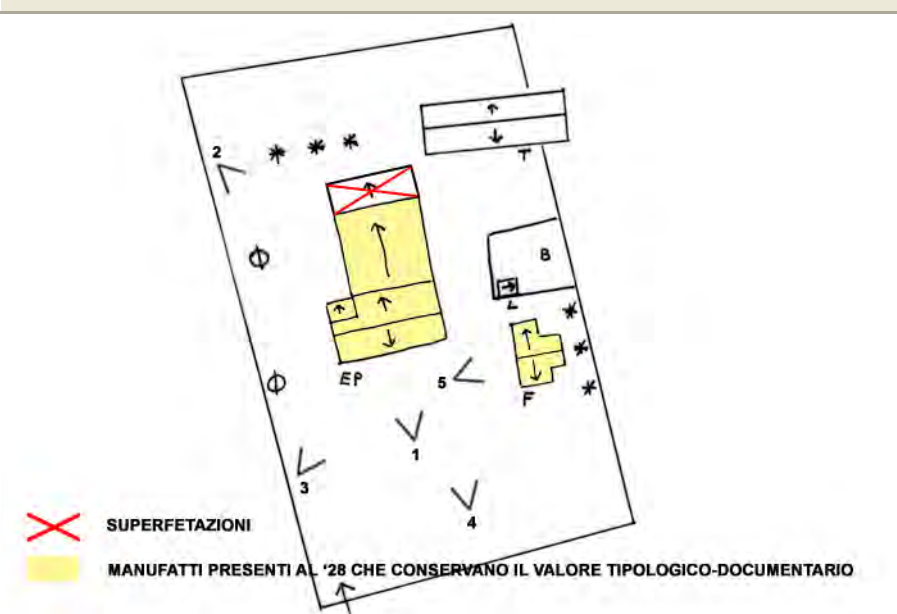 2
T
B
L
EP
5
F
1
3
4
SUPERFETAZIONI
MANUFATTI PRESENTI AL '28 CHE CONSERVANO IL VALORE TIPOLOGICO-DOCUMENTARIO